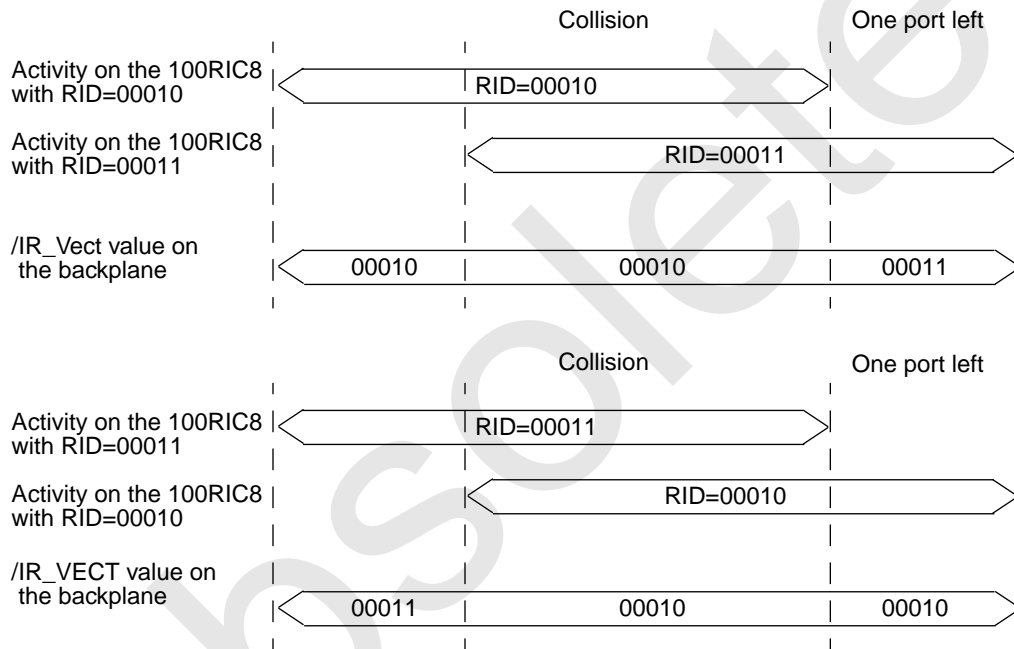 Collision One port left
Activity on the 100RIC8
with RID=00010
RID=00010
Activity on the 100RIC8
with RID=00011
RID=00011
/IR_Vect value on
the backplane
00010 00010 00011
Collision One port left
Activity on the 100RIC8
with RID=00011
RID=00011
Activity on the 100RIC8
with RID=00010
RID=00010
/IR_VECT value on
the backplane
00011 00010 00010
bsolete